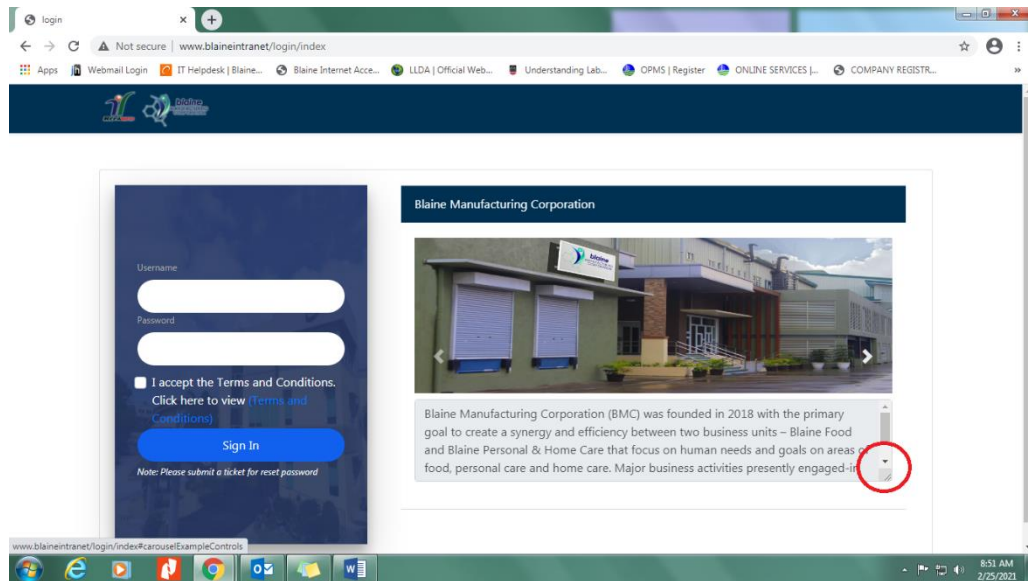 login
Not secure | www.blaineintranet/login/index
Apps Webmail Login IT Helpdesk | Blaine... Blaine Internet Acce... LLDA | Official Web... Understanding Lab... OPMS | Register ONLINE SERVICES |... COMPANY REGISTR... »
blaine
Blaine Manufacturing Corporation
blaine
Username
Password
I accept the Terms and Conditions.
Click here to view (Terms and
Conditions)
Sign In
Note: Please submit a ticket for reset password
Blaine Manufacturing Corporation (BMC) was founded in 2018 with the primary
goal to create a synergy and efficiency between two business units – Blaine Food
and Blaine Personal & Home Care that focus on human needs and goals on areas of
food, personal care and home care. Major business activities presently engaged-in
www.blaineintranet/login/index#carouselExampleControls
8:51 AM
2/25/2021